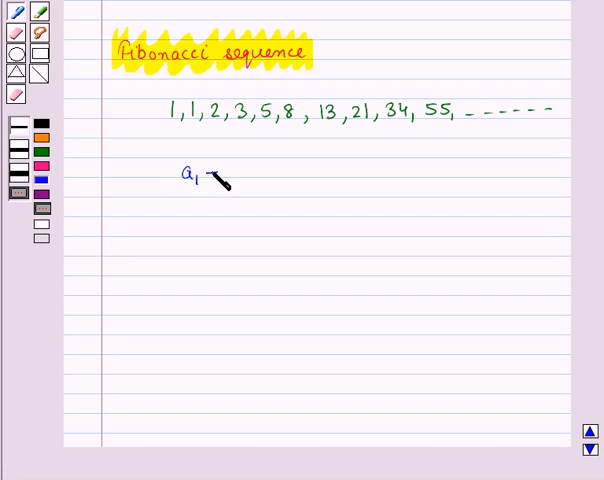 Fibonacci sequence
1, 1, 2, 3, 5, 8, 13, 21, 34, 55, - - - - - -
a₁ -